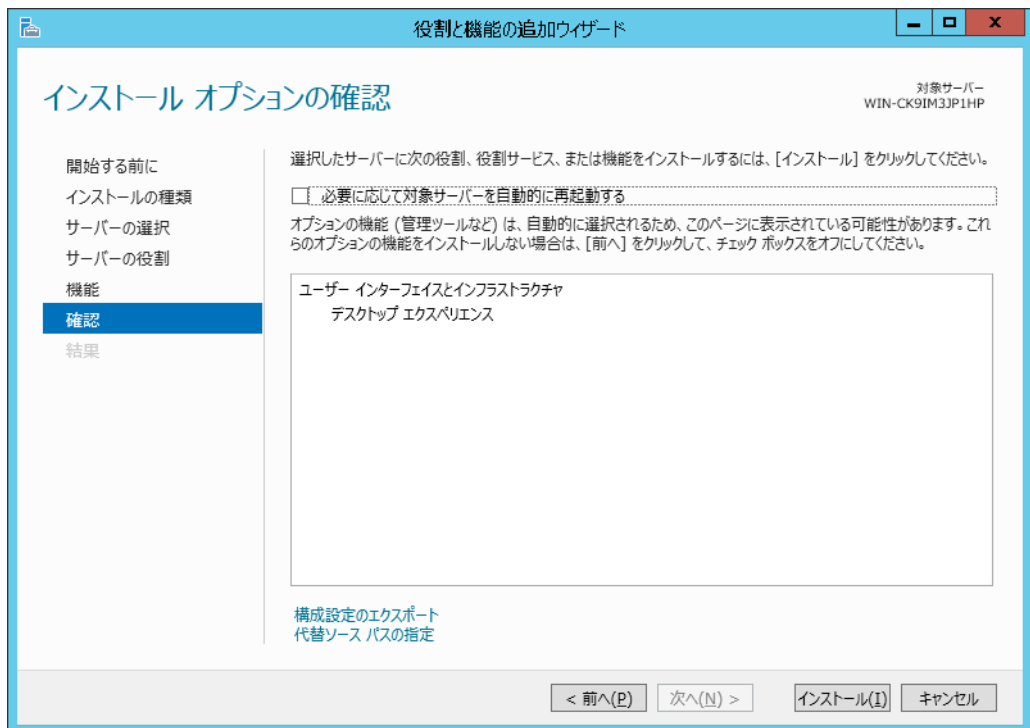 役割と機能の追加ウィザード
インストール オプションの確認
対象サーバー
WIN-CK9IM3JP1HP
開始する前に
インストールの種類
サーバーの選択
サーバーの役割
機能
確認
結果
選択したサーバーに次の役割、役割サービス、または機能をインストールするには、[インストール] をクリックしてください。
必要に応じて対象サーバーを自動的に再起動する
オプションの機能 (管理ツールなど) は、自動的に選択されるため、このページに表示されている可能性があります。これ
らのオプションの機能をインストールしない場合は、[前へ] をクリックして、チェック ボックスをオフにしてください。
ユーザー インターフェイスとインフラストラクチャ
デスクトップ エクスペリエンス
構成設定のエクスポート
代替ソース パスの指定
< 前へ(P)
次へ(N) >
インストール(I)
キャンセル